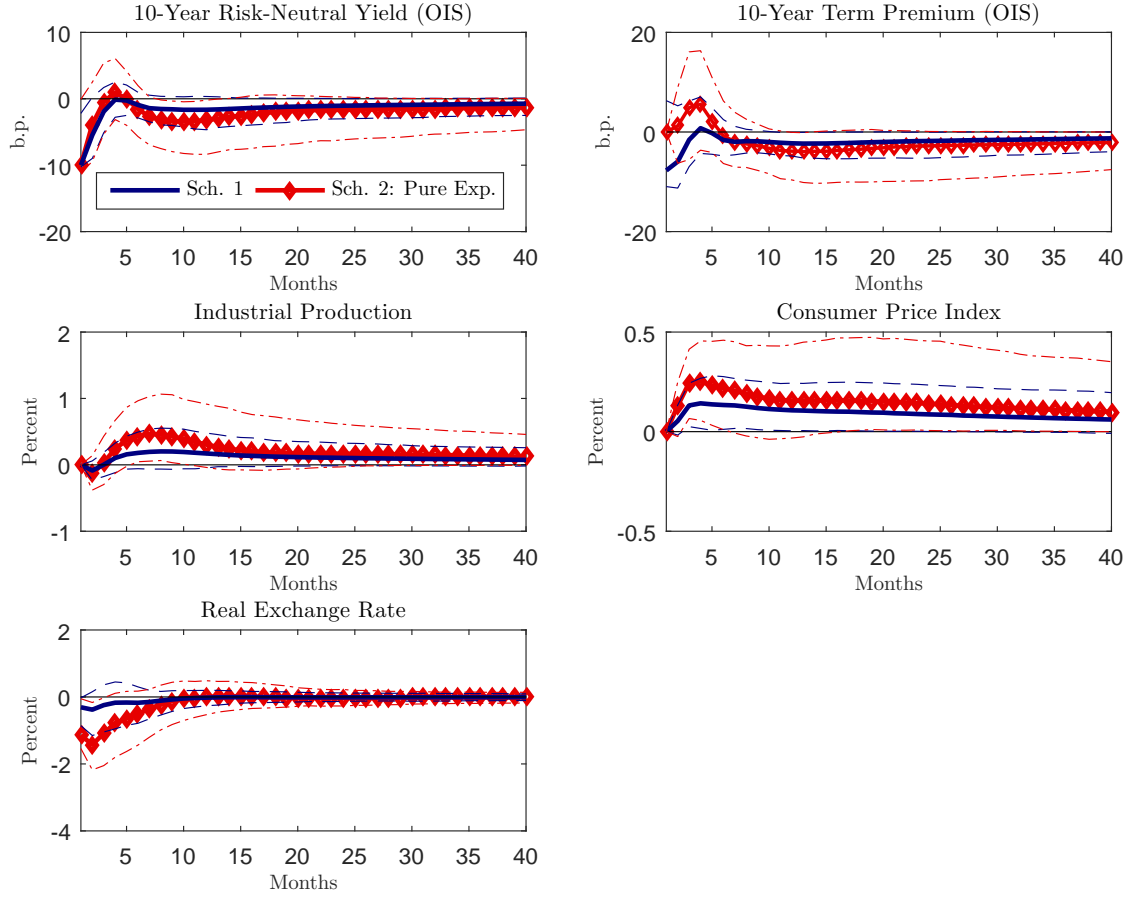 10-Year Risk-Neutral Yield (OIS)
10
0
-10
-20
b.p.
Sch. 1
Sch. 2: Pure Exp.
5 10 15 20 25 30 35 40
Months
10-Year Term Premium (OIS)
20
0
-20
b.p.
5 10 15 20 25 30 35 40
Months
Industrial Production
2
1
0
-1
Percent
5 10 15 20 25 30 35 40
Months
Consumer Price Index
0.5
0
-0.5
Percent
5 10 15 20 25 30 35 40
Months
Real Exchange Rate
2
0
-2
-4
Percent
5 10 15 20 25 30 35 40
Months